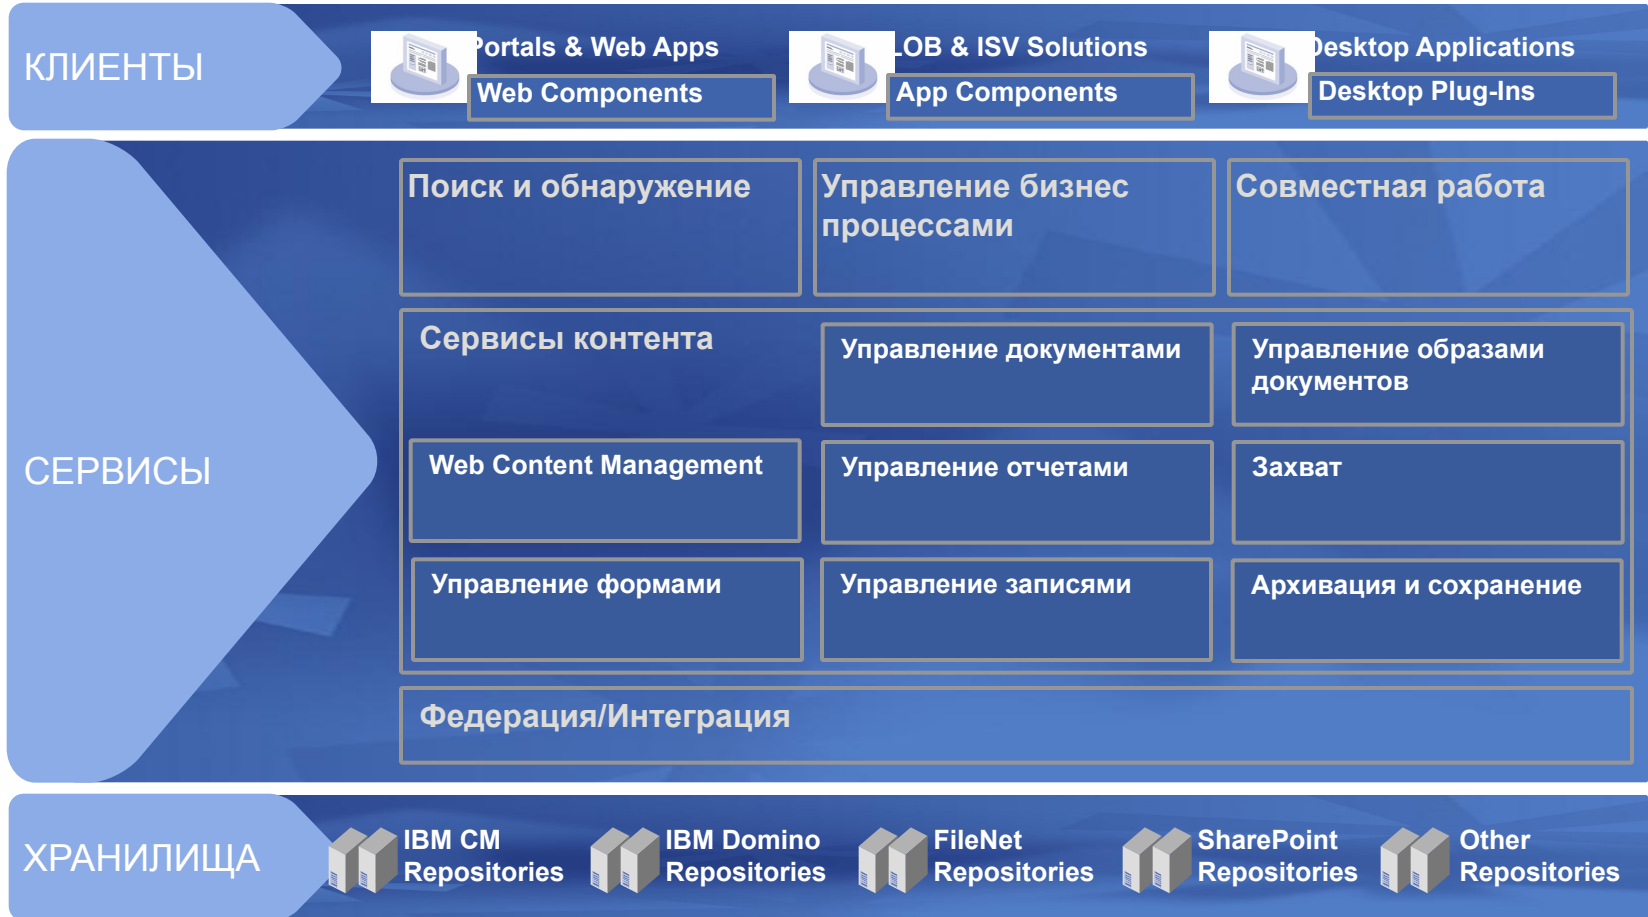 КЛИЕНТЫ
Portals & Web Apps
Web Components
LOB & ISV Solutions
App Components
Desktop Applications
Desktop Plug-Ins
СЕРВИСЫ
Поиск и обнаружение
Управление бизнес
процессами
Совместная работа
Сервисы контента
Управление документами
Управление образами
документов
Web Content Management
Управление отчетами
Захват
Управление формами
Управление записями
Архивация и сохранение
Федерация/Интеграция
ХРАНИЛИЩА
IBM CM
Repositories
IBM Domino
Repositories
FileNet
Repositories
SharePoint
Repositories
Other
Repositories